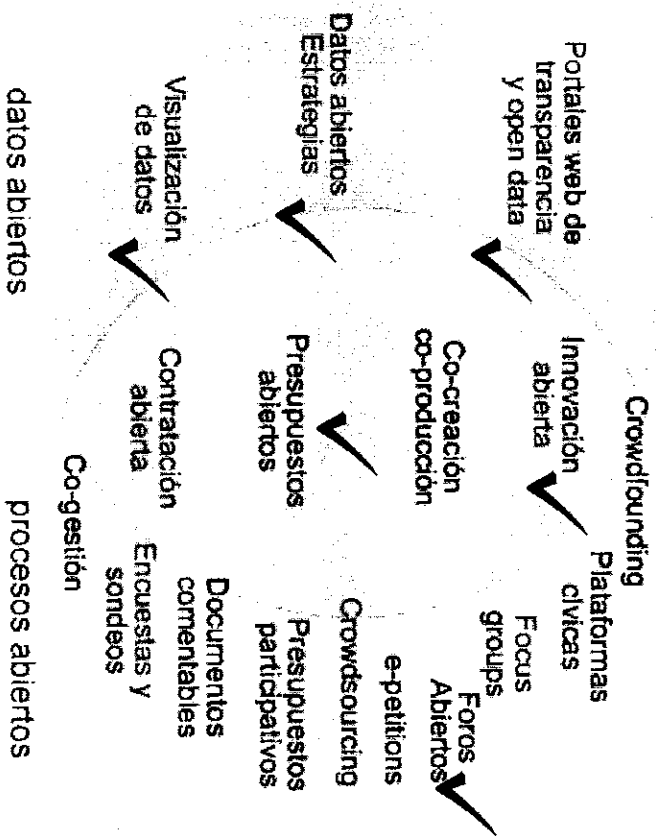 Portales web de
transparencia
y open data
Datos abiertos
Estrategias
Visualización
de datos
datos abiertos
Crowdfounding
Innovación
abierta
Co-creación
co-producción
Presupuestos
abiertos
Contratación
abierta
Co-gestión
procesos abiertos
Plataformas
cívicas
Focus
groups
Foros
Abiertos
e-petitions
Crowdsourcing
Presupuestos
participativos
Documentos
comentables
Encuestas y
sondeos